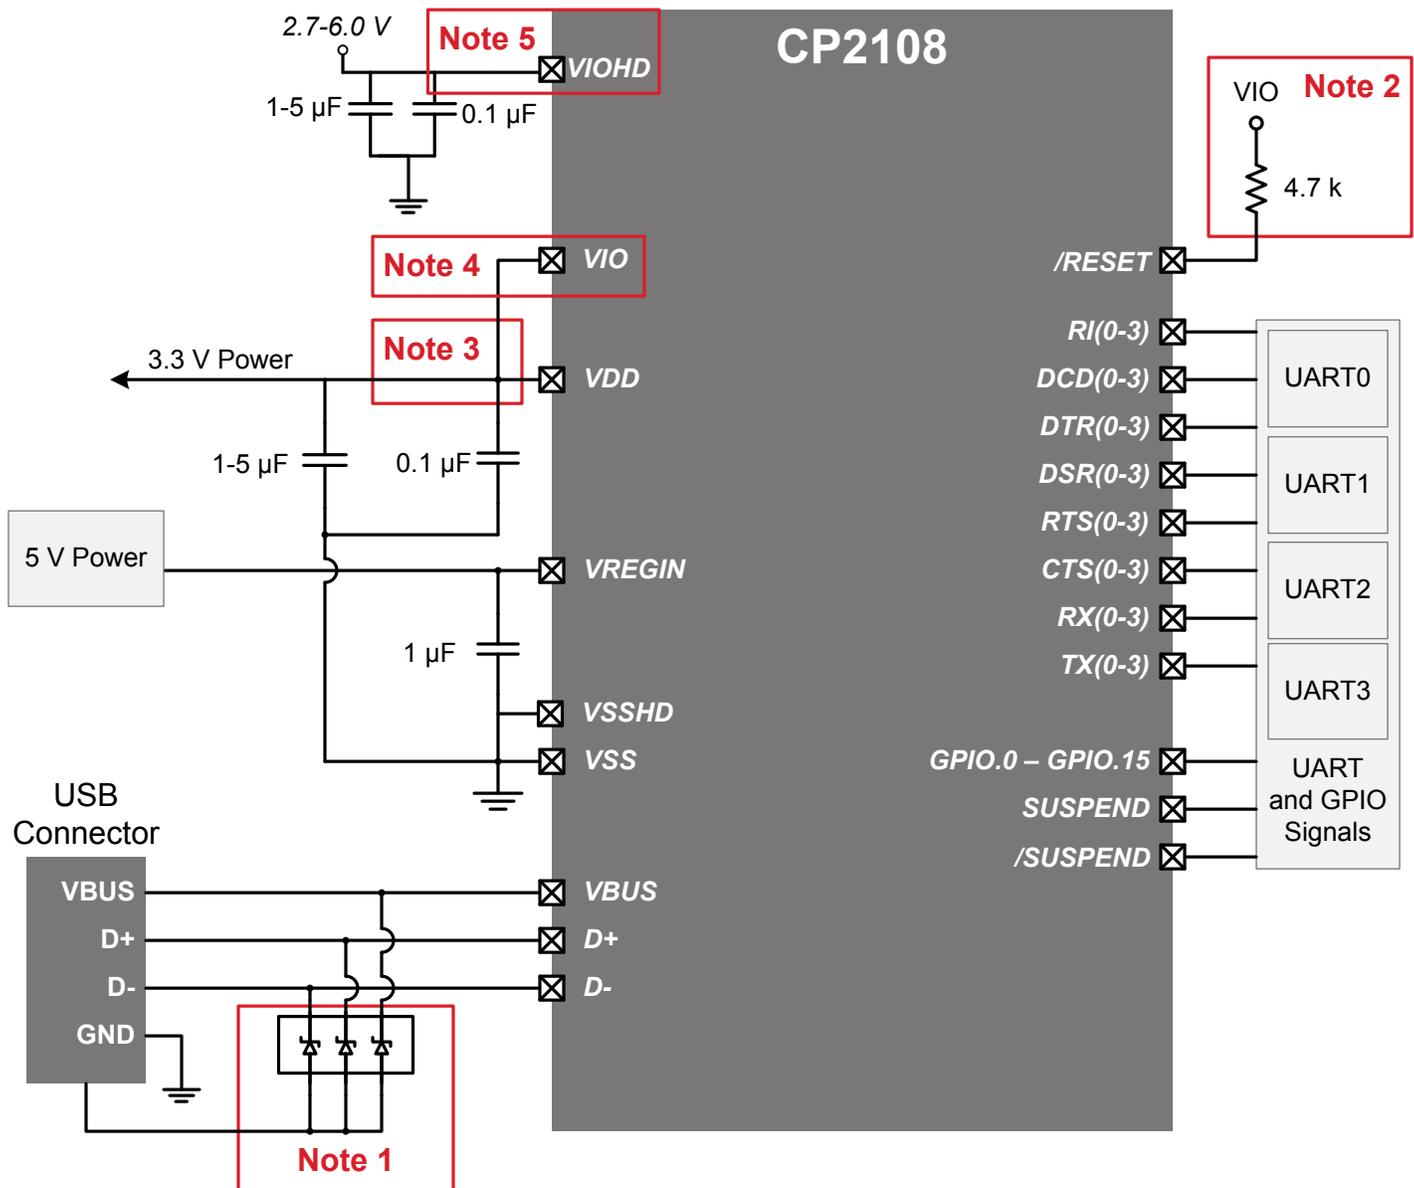 2.7-6.0 V
Note 5
VIOHD
1-5 µF
0.1 µF
CP2108
VIO
Note 2
4.7 k
Note 4
VIO
/RESET
3.3 V Power
Note 3
VDD
1-5 µF
0.1 µF
5 V Power
VREGIN
1 µF
VSSHD
VSS
RI(0-3)
DCD(0-3)
DTR(0-3)
DSR(0-3)
RTS(0-3)
CTS(0-3)
RX(0-3)
TX(0-3)
GPIO.0 – GPIO.15
SUSPEND
/SUSPEND
UART0
UART1
UART2
UART3
UART
and GPIO
Signals
USB
Connector
VBUS
D+
D-
GND
VBUS
D+
D-
Note 1